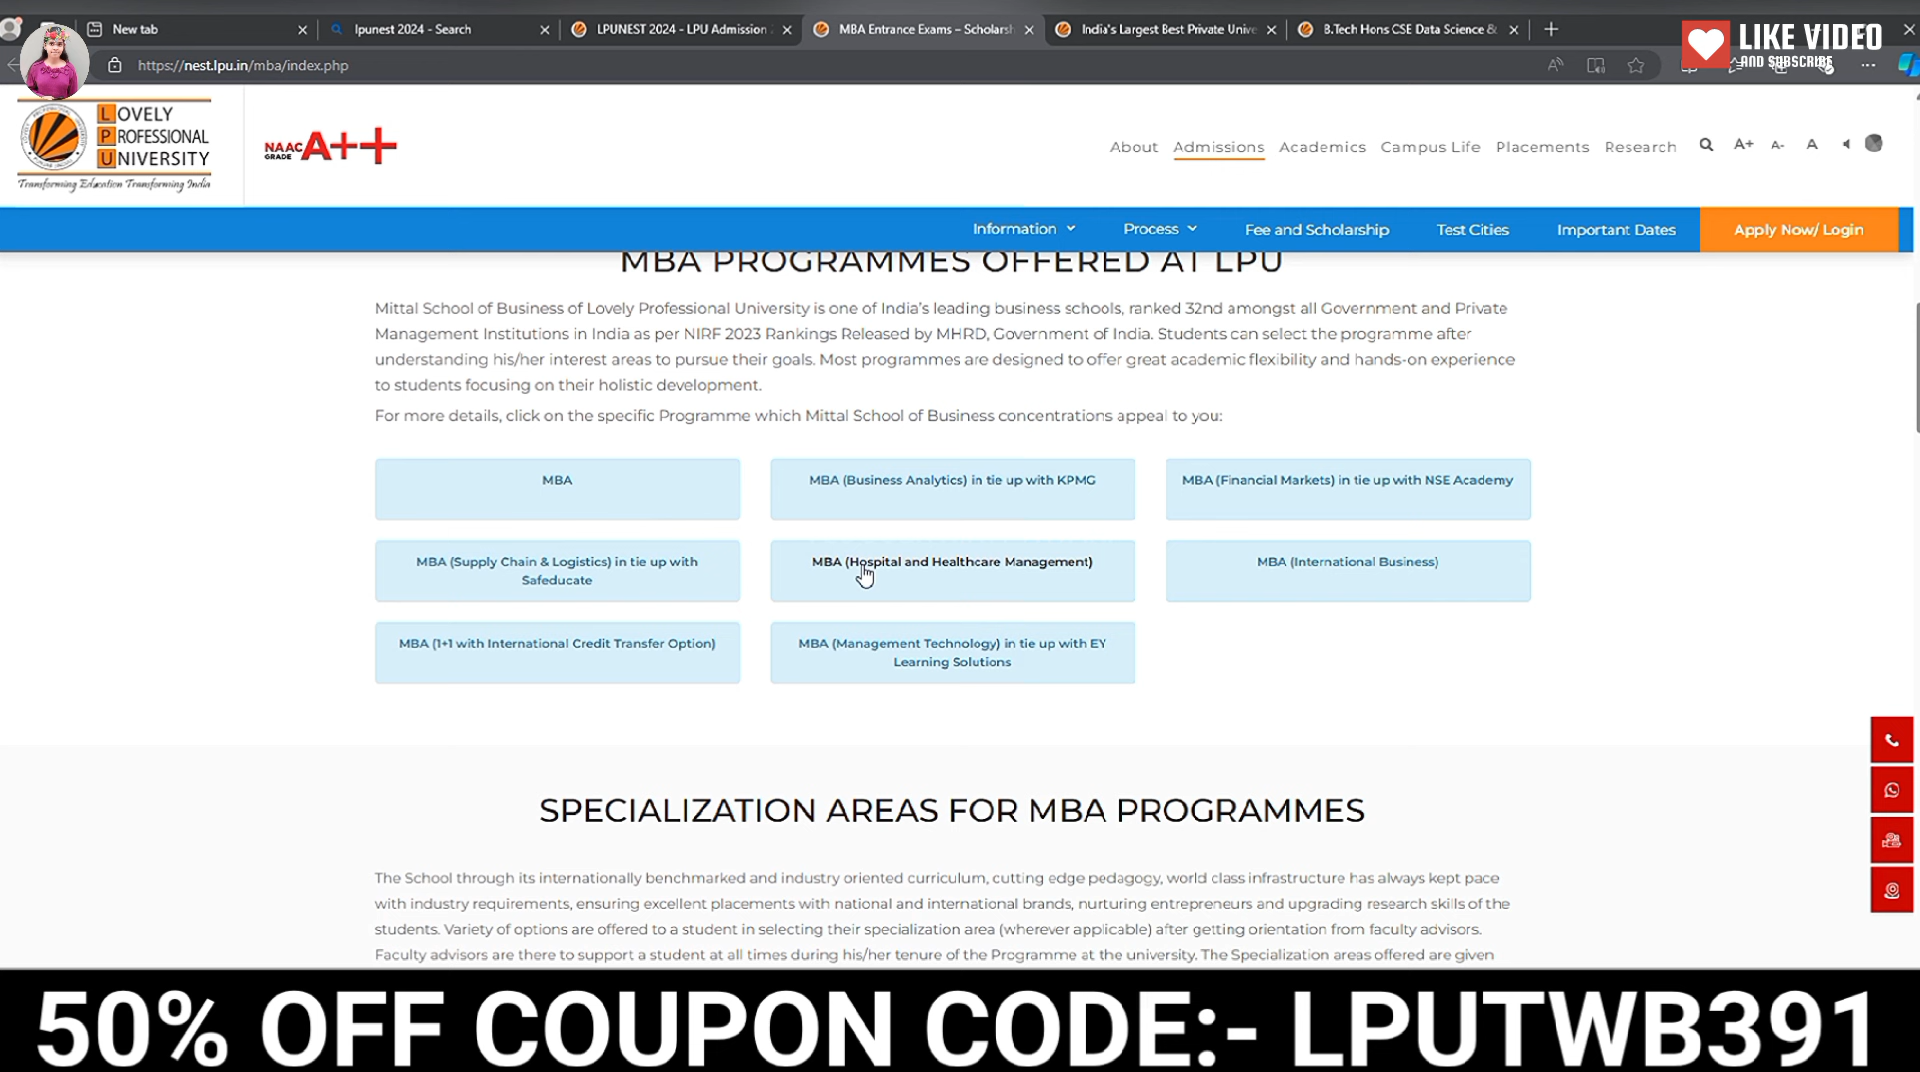 New tab
lpunest 2024 - Search
LPUNEST 2024 - LPU Admission
MBA Entrance Exams – Scholarsh
India's Largest Best Private Unive
B.Tech Hons CSE Data Science &
LIKE VIDEO
AND SUBSCRIBE
https://nest.lpu.in/mba/index.php
LOVELY
PROFESSIONAL
UNIVERSITY
Transforming Education Transforming India
NAAC
GRADE
A++
About Admissions Academics Campus Life Placements Research A+ A- A
Information Process Fee and Scholarship Test Cities Important Dates Apply Now/ Login
MBA PROGRAMMES OFFERED AT LPU
Mittal School of Business of Lovely Professional University is one of India's leading business schools, ranked 32nd amongst all Government and Private
Management Institutions in India as per NIRF 2023 Rankings Released by MHRD, Government of India. Students can select the programme after
understanding his/her interest areas to pursue their goals. Most programmes are designed to offer great academic flexibility and hands-on experience
to students focusing on their holistic development.
For more details, click on the specific Programme which Mittal School of Business concentrations appeal to you:
MBA
MBA (Business Analytics) in tie up with KPMG
MBA (Financial Markets) in tie up with NSE Academy
MBA (Supply Chain & Logistics) in tie up with
Safeducate
MBA (Hospital and Healthcare Management)
MBA (International Business)
MBA (1+1 with International Credit Transfer Option)
MBA (Management Technology) in tie up with EY
Learning Solutions
SPECIALIZATION AREAS FOR MBA PROGRAMMES
The School through its internationally benchmarked and industry oriented curriculum, cutting edge pedagogy, world class infrastructure has always kept pace
with industry requirements, ensuring excellent placements with national and international brands, nurturing entrepreneurs and upgrading research skills of the
students. Variety of options are offered to a student in selecting their specialization area (wherever applicable) after getting orientation from faculty advisors.
Faculty advisors are there to support a student at all times during his/her tenure of the Programme at the university. The Specialization areas offered are given
50% OFF COUPON CODE:- LPUTWB391